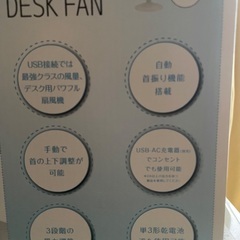 DESK FAN
USB接続では
最強クラスの風量、
デスク用パワフル
扇風機
自動
首振り機能
搭載
手動で
首の上下調整が
可能
USB-AC充電器
でコンセント
でも使用可能
3段階の
単3形乾電池